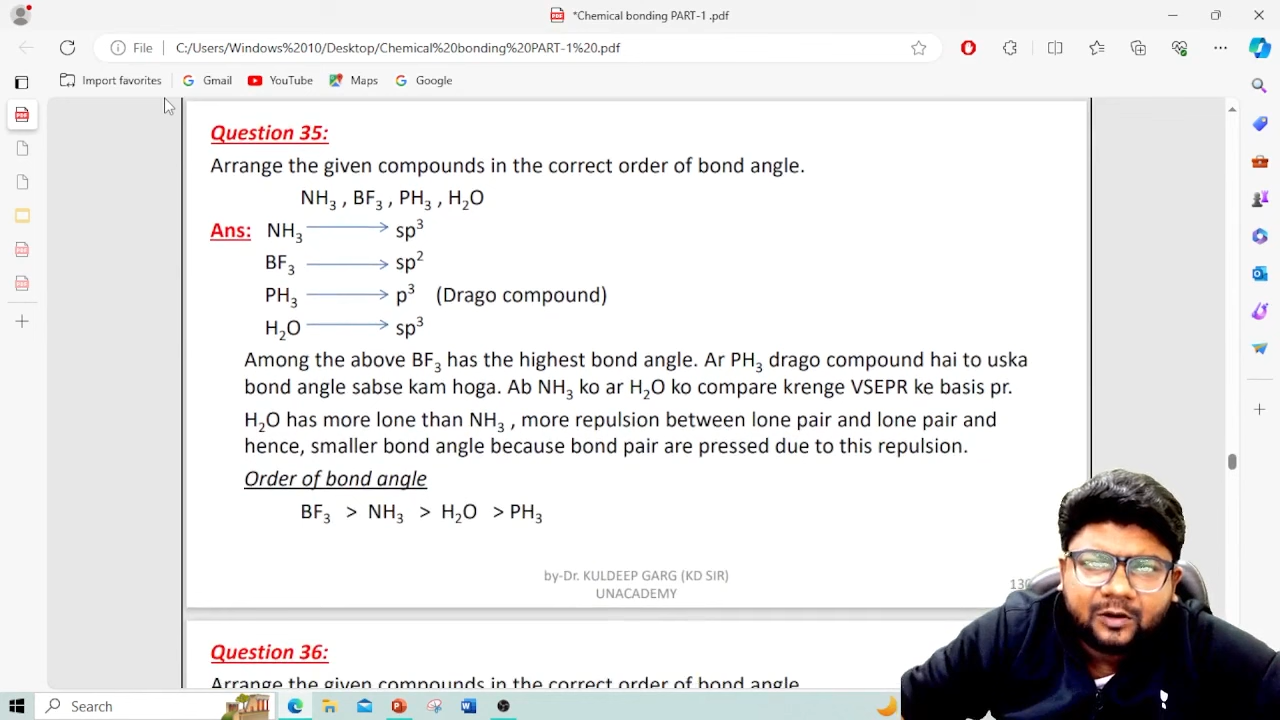 *Chemical bonding PART-1 .pdf
File C:/Users/Windows%2010/Desktop/Chemical%20bonding%20PART-1%20.pdf
Import favorites Gmail YouTube Maps Google
Question 35:
Arrange the given compounds in the correct order of bond angle.
NH₃ , BF₃ , PH₃ , H₂O
Ans: NH₃ ⟶ sp³
BF₃ ⟶ sp²
PH₃ ⟶ p³ (Drago compound)
H₂O ⟶ sp³
Among the above BF₃ has the highest bond angle. Ar PH₃ drago compound hai to uska
bond angle sabse kam hoga. Ab NH₃ ko ar H₂O ko compare krenge VSEPR ke basis pr.
H₂O has more lone than NH₃ , more repulsion between lone pair and lone pair and
hence, smaller bond angle because bond pair are pressed due to this repulsion.
Order of bond angle
BF₃ > NH₃ > H₂O > PH₃
by-Dr. KULDEEP GARG (KD SIR)
UNACADEMY
Question 36:
Arrange the given compounds in the correct order of bond angle
Search